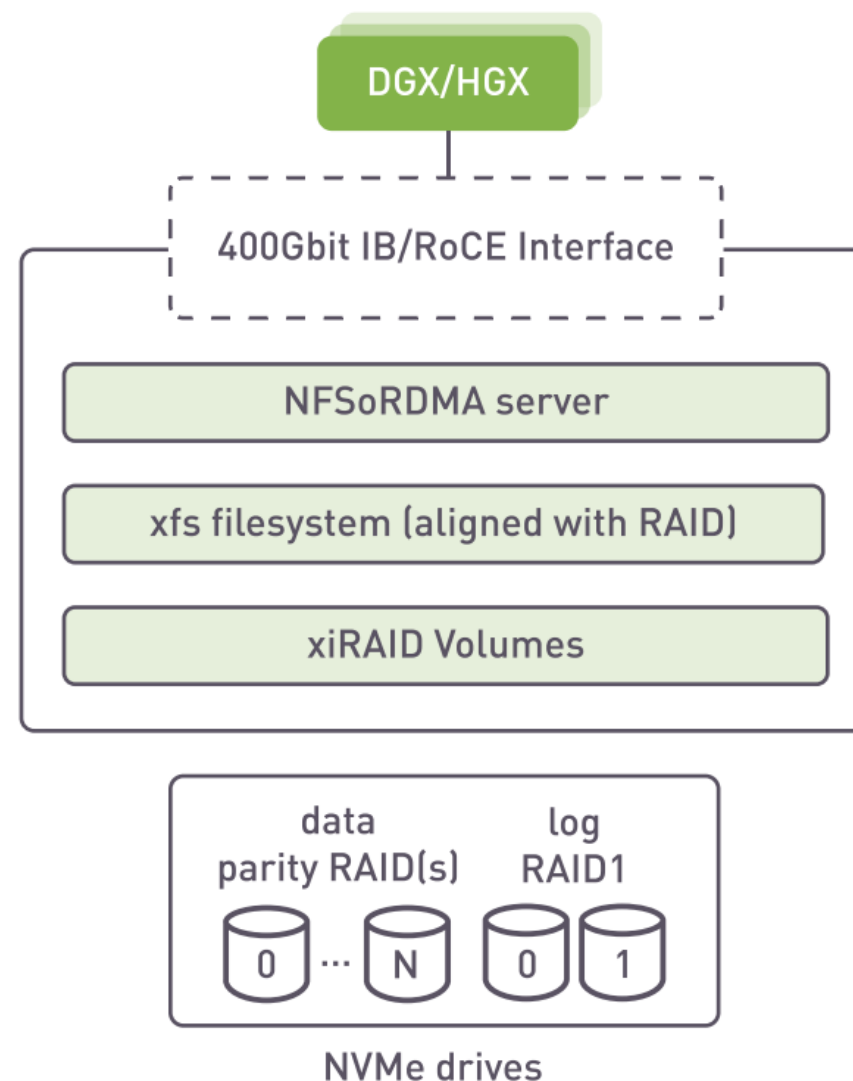 DGX/HGX
400Gbit IB/RoCE Interface
NFSoRDMA server
xfs filesystem (aligned with RAID)
xiRAID Volumes
data
parity RAID(s)
log
RAID1
0 ... N
0 1
NVMe drives